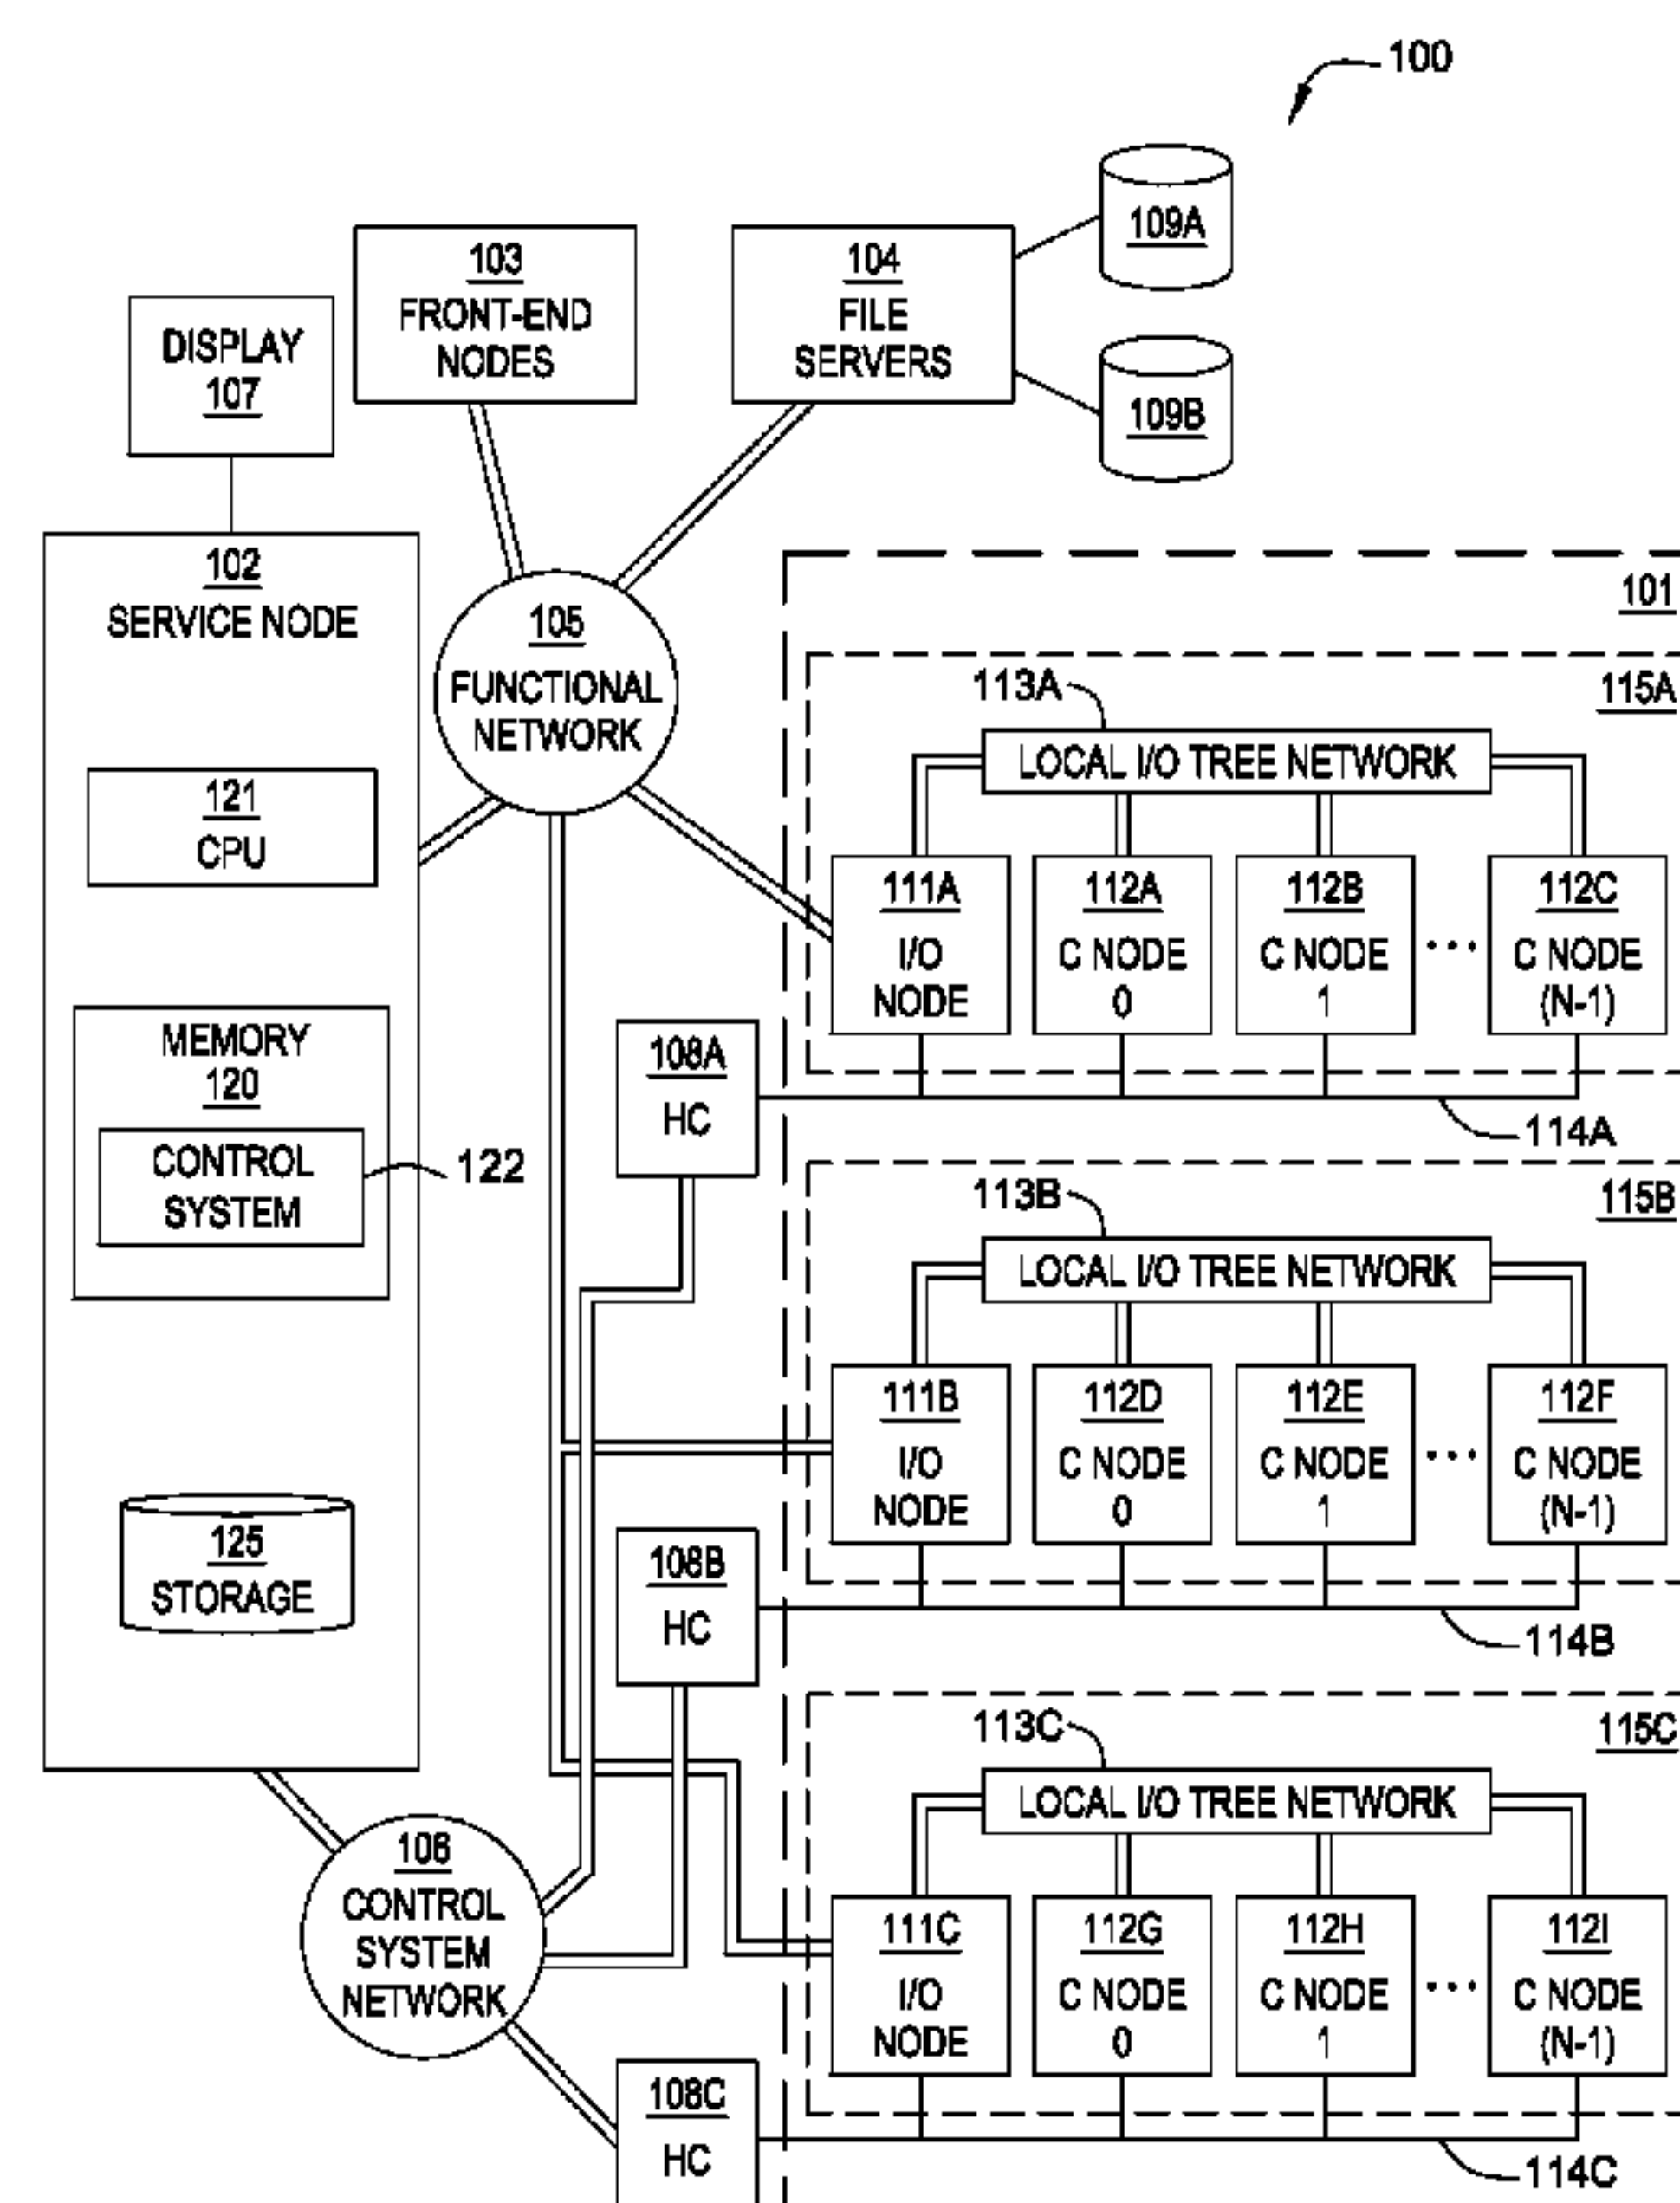 100
109A
103
FRONT-END
NODES
104
FILE
SERVERS
DISPLAY
107
109B
102
SERVICE NODE
105
FUNCTIONAL
NETWORK
101
115A
113A
LOCAL I/O TREE NETWORK
121
CPU
111A
I/O
NODE
112A
C NODE
0
112B
C NODE
1
...
112C
C NODE
(N-1)
MEMORY
120
CONTROL
SYSTEM
122
108A
HC
114A
115B
113B
LOCAL I/O TREE NETWORK
111B
I/O
NODE
112D
C NODE
0
112E
C NODE
1
...
112F
C NODE
(N-1)
125
STORAGE
108B
HC
114B
115C
113C
LOCAL I/O TREE NETWORK
106
CONTROL
SYSTEM
NETWORK
111C
I/O
NODE
112G
C NODE
0
112H
C NODE
1
...
112I
C NODE
(N-1)
108C
HC
114C